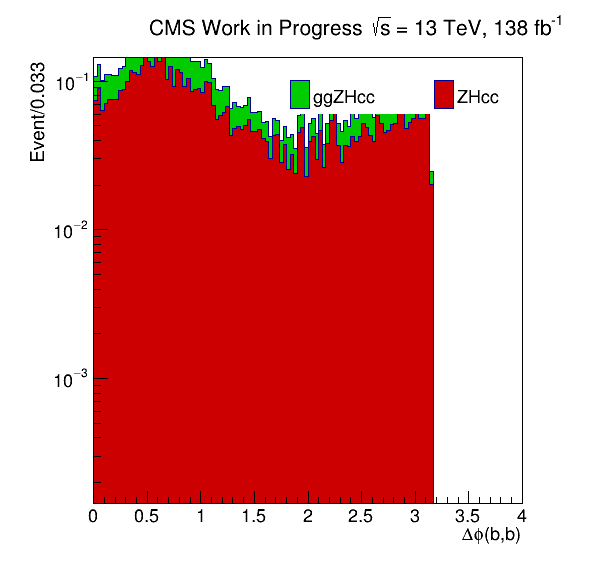 CMS Work in Progress √s = 13 TeV, 138 fb⁻¹
Event/0.033
ggZHcc ZHcc
10⁻¹
10⁻²
10⁻³
0 0.5 1 1.5 2 2.5 3 3.5 4
Δϕ(b,b)